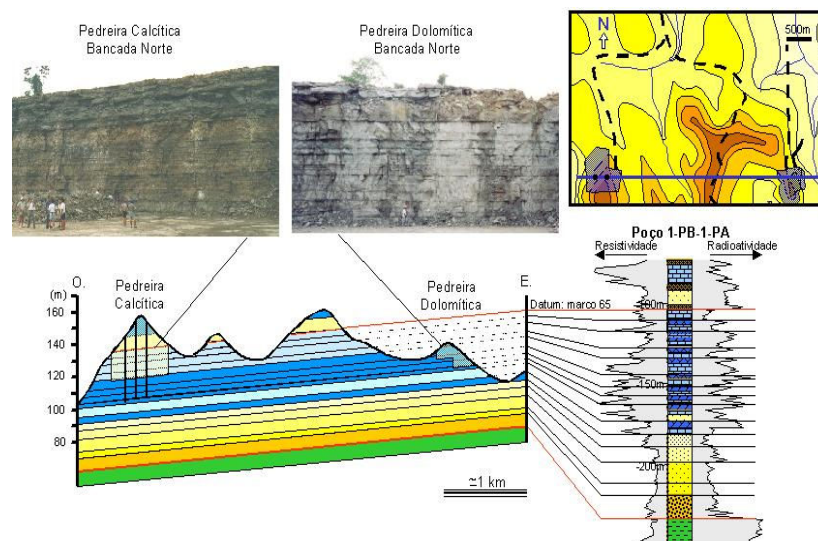 Pedreira Calcítica
Bancada Norte
Pedreira Dolomítica
Bancada Norte
N
500m
Poço 1-PB-1-PA
Resistividade
Radioatividade
O.
(m)
160
140
120
100
80
Pedreira
Calcítica
Pedreira
Dolomítica
E.
Datum: marco 65
-100m
-150m
-200m
≃1 km